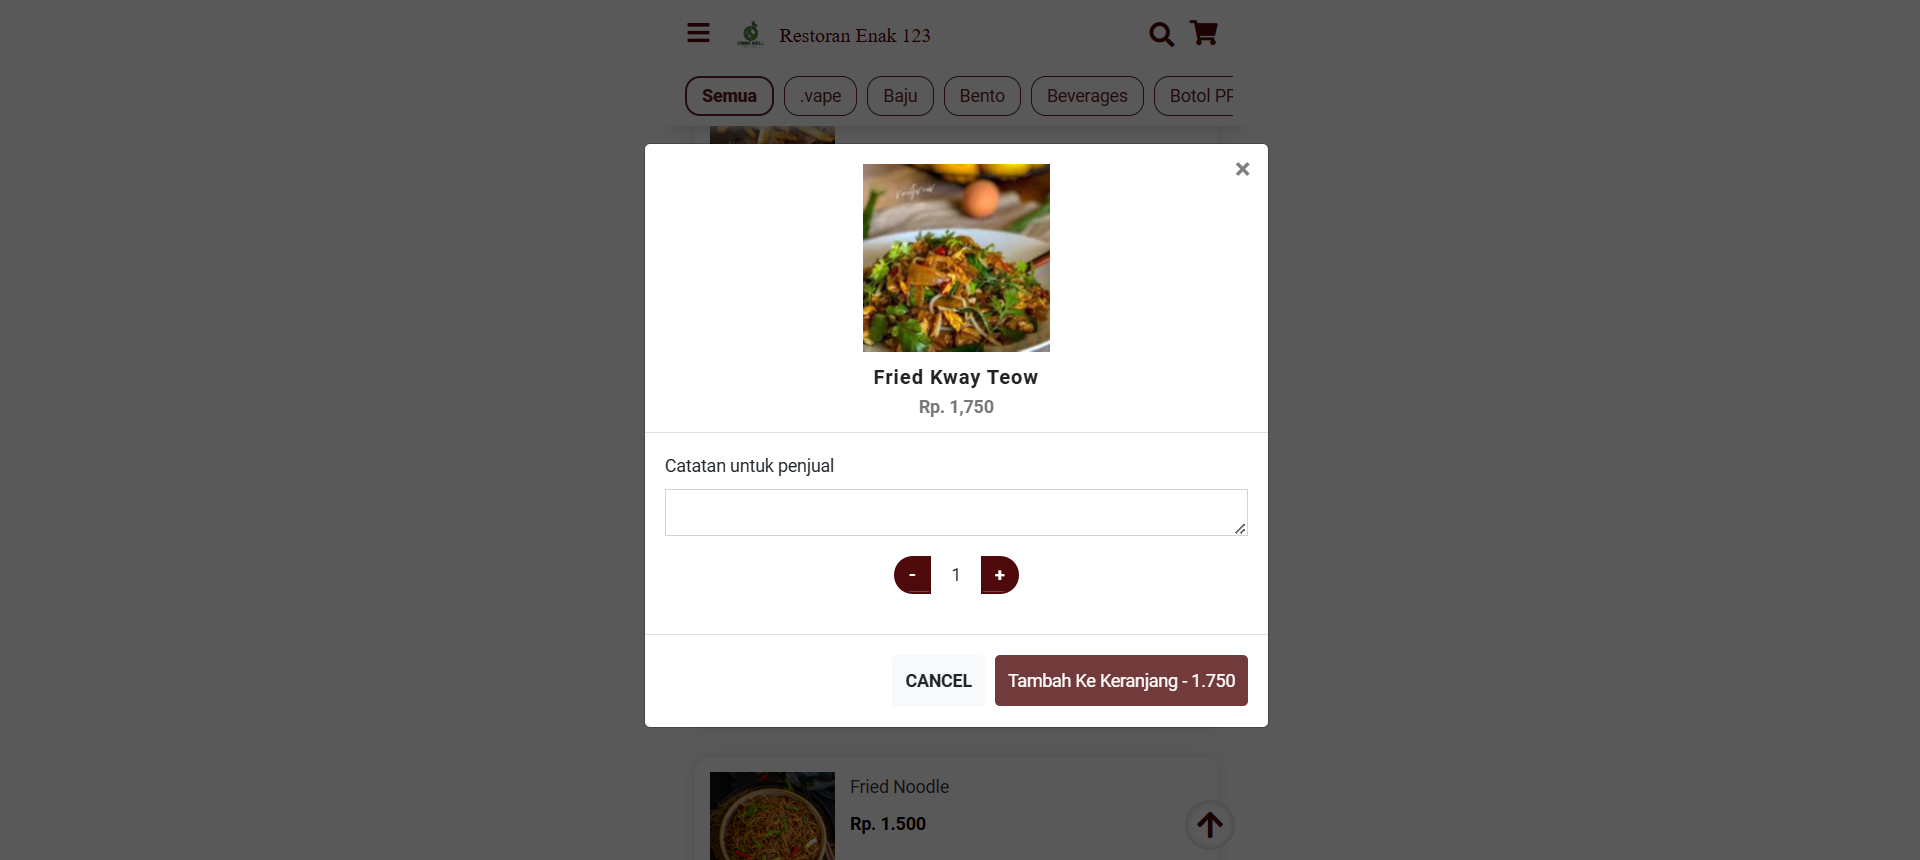 Restoran Enak 123
Semua
.vape
Baju
Bento
Beverages
Botol
×
Fried Kway Teow
Rp. 1,750
Catatan untuk penjual
- 1 +
CANCEL
Tambah Ke Keranjang - 1.750
Fried Noodle
Rp. 1.500